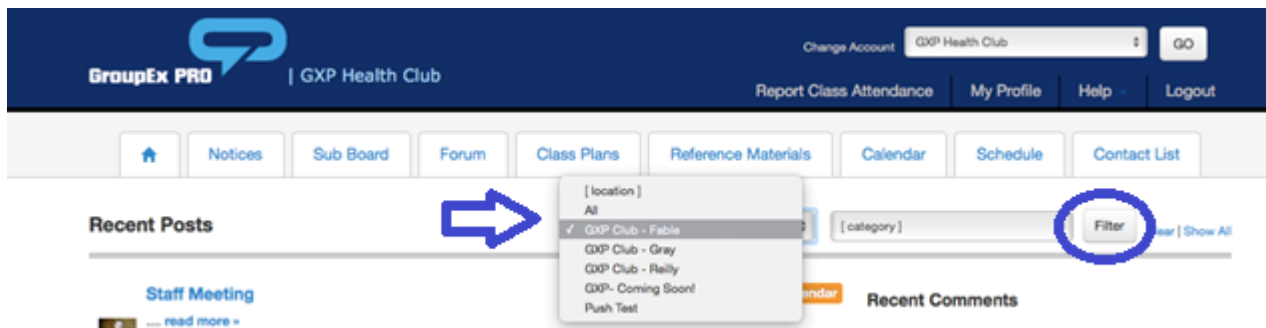 Change Account GXP Health Club GO
GroupEx PRO | GXP Health Club
Report Class Attendance My Profile Help Logout
Notices Sub Board Forum Class Plans Reference Materials Calendar Schedule Contact List
[ location ]
All
Recent Posts ✓ GXP Club - Fable [ category ] Filter | Show All
GXP Club - Gray
GXP Club - Reilly
GXP- Coming Soon!
Staff Meeting Recent Comments
Push Test
.... read more »